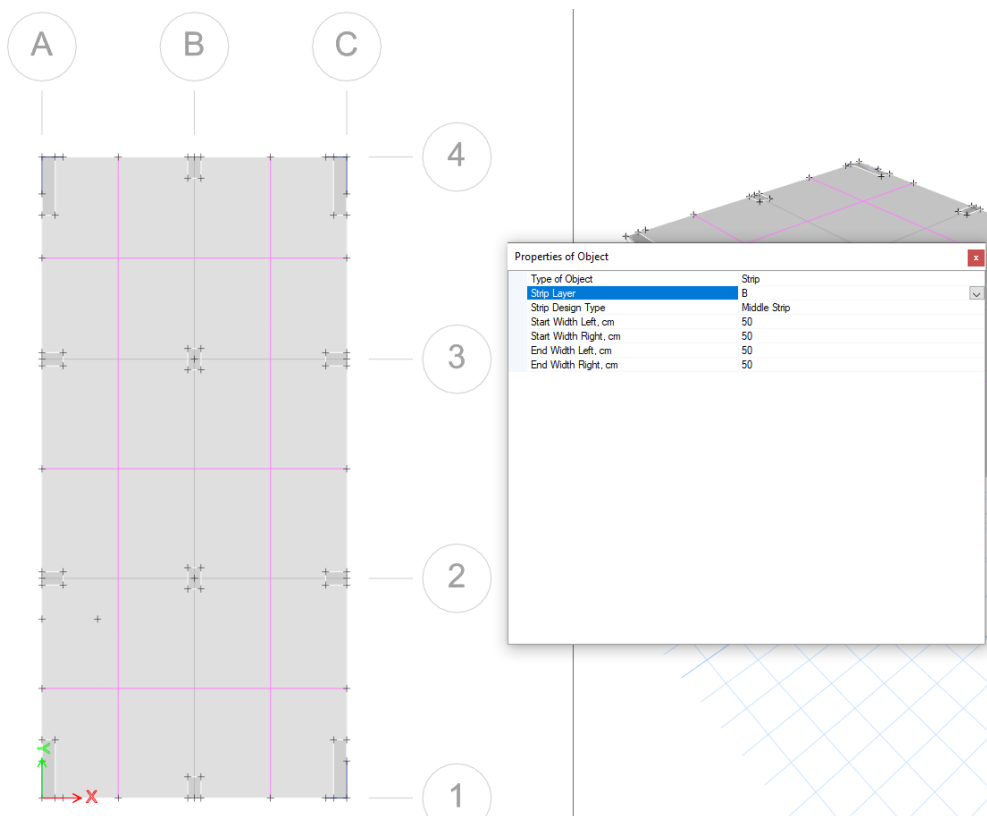 A
B
C
4
3
2
1
Y
X
Properties of Object
x
Type of Object Strip
Strip Layer B
Strip Design Type Middle Strip
Start Width Left, cm 50
Start Width Right, cm 50
End Width Left, cm 50
End Width Right, cm 50